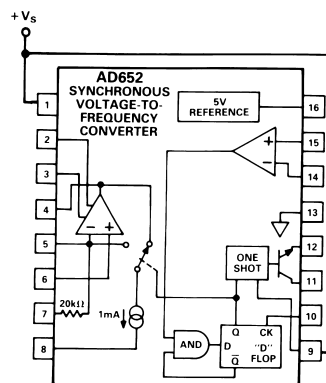 + Vs
AD652
SYNCHRONOUS
VOLTAGE-TO-
FREQUENCY
CONVERTER
5V
REFERENCE
1
2
3
4
5
6
7
8
16
15
14
13
12
11
10
9
+
–
–
+
20kΩ
1mA
ONE
SHOT
AND
Q
CK
D
"D"
FLOP
Q̅